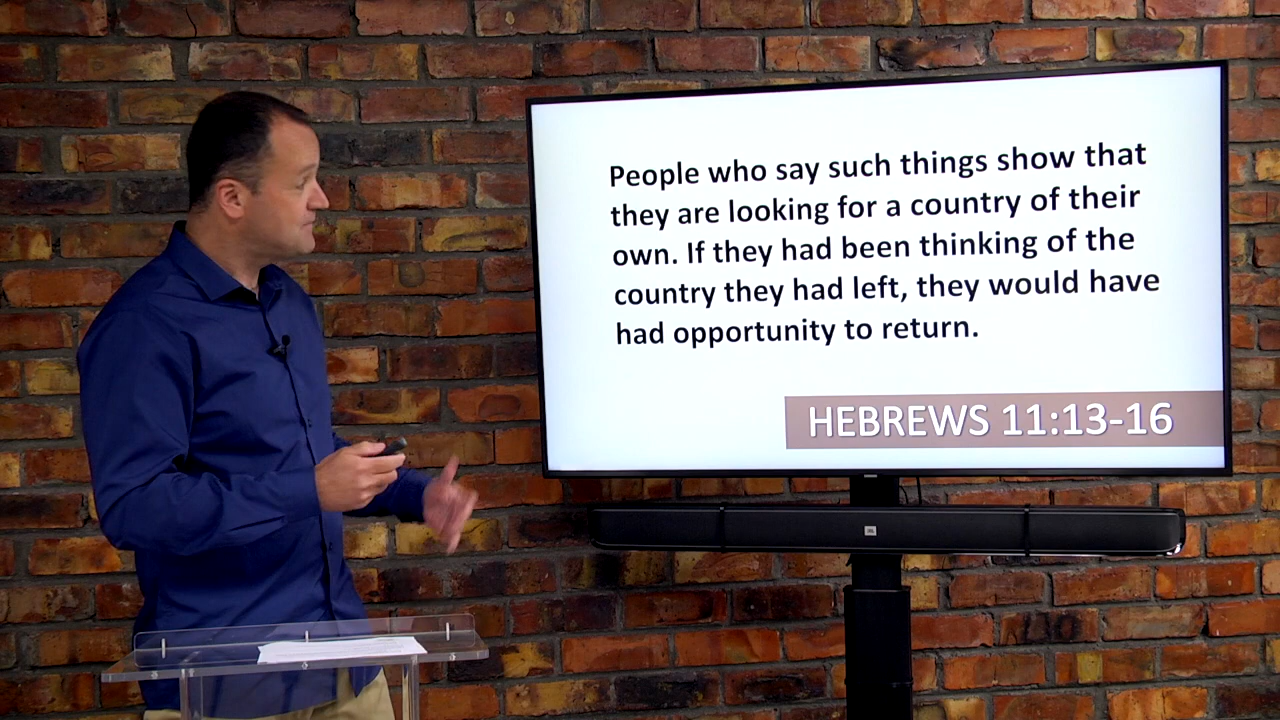 People who say such things show that
they are looking for a country of their
own. If they had been thinking of the
country they had left, they would have
had opportunity to return.
HEBREWS 11:13-16
JBL